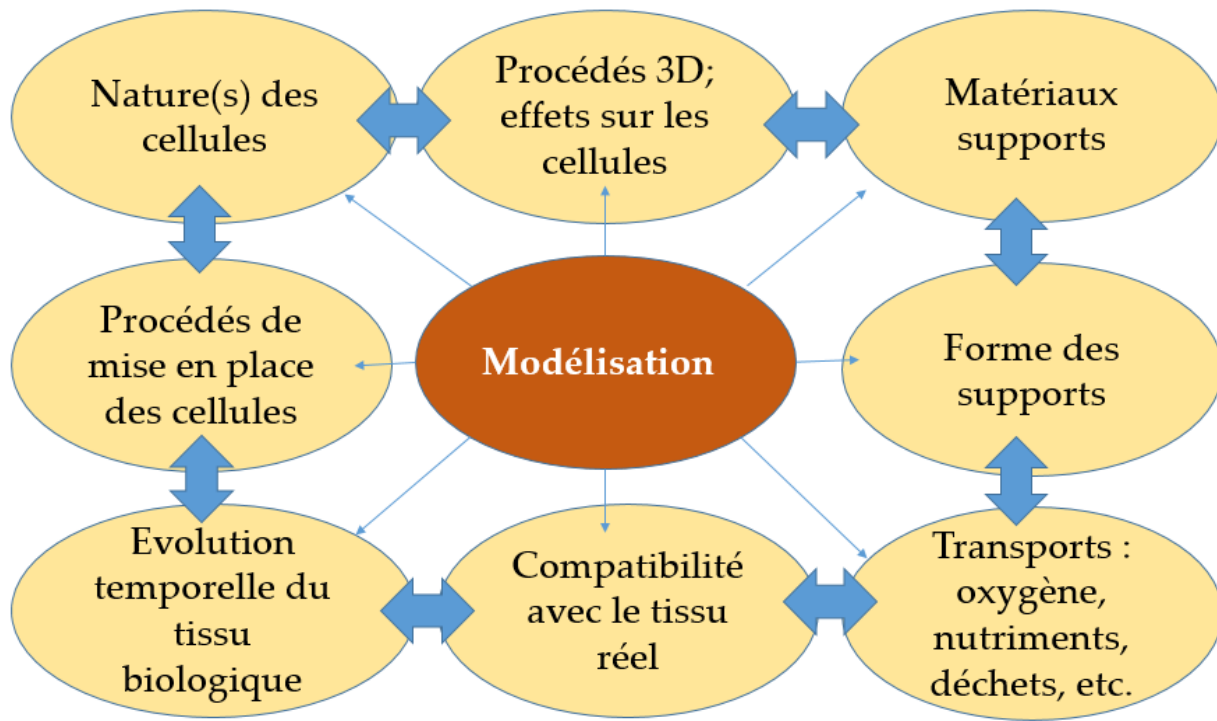 Nature(s) des
cellules
Procédés 3D;
effets sur les
cellules
Matériaux
supports
Procédés de
mise en place
des cellules
Modélisation
Forme des
supports
Evolution
temporelle du
tissu
biologique
Compatibilité
avec le tissu
réel
Transports :
oxygène,
nutriments,
déchets, etc.